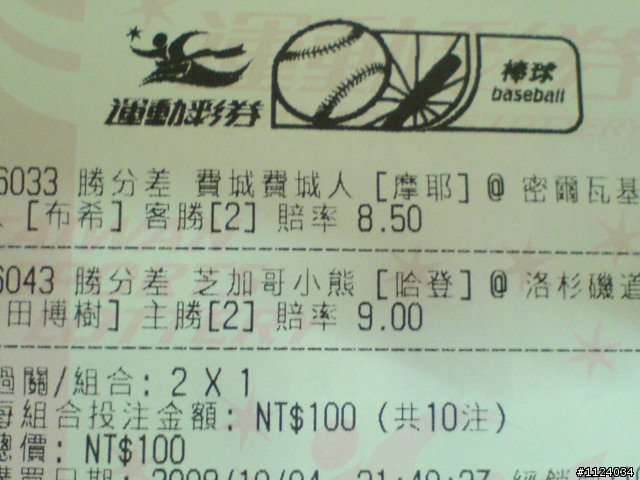 運動彩券
棒球
baseball
6033 勝分差 費城費城人 [摩耶] @ 密爾瓦基
[布希] 客勝[2] 賠率 8.50
6043 勝分差 芝加哥小熊 [哈登] @ 洛杉磯道
田博樹] 主勝[2] 賠率 9.00
過關/組合: 2 X 1
每組合投注金額: NT$100 (共10注)
總價: NT$100
#1124034